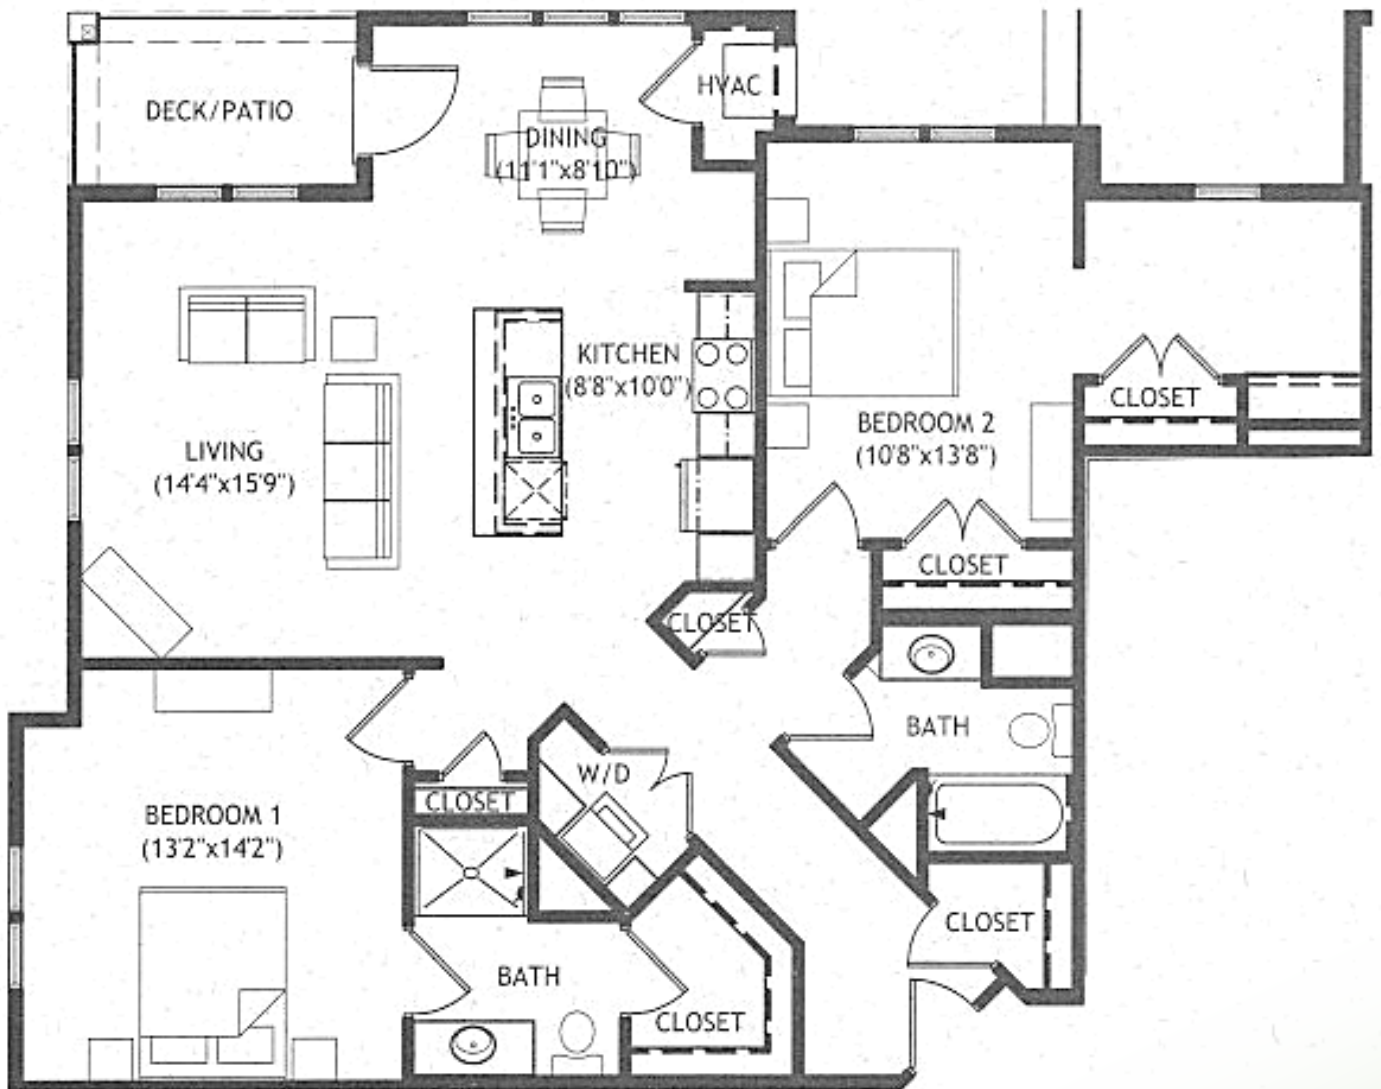 DECK/PATIO
HVAC
DINING
(11'1"x8'10")
KITCHEN
(8'8"x10'0")
LIVING
(14'4"x15'9")
BEDROOM 2
(10'8"x13'8")
CLOSET
CLOSET
CLOSET
BATH
W/D
CLOSET
BEDROOM 1
(13'2"x14'2")
CLOSET
BATH
CLOSET